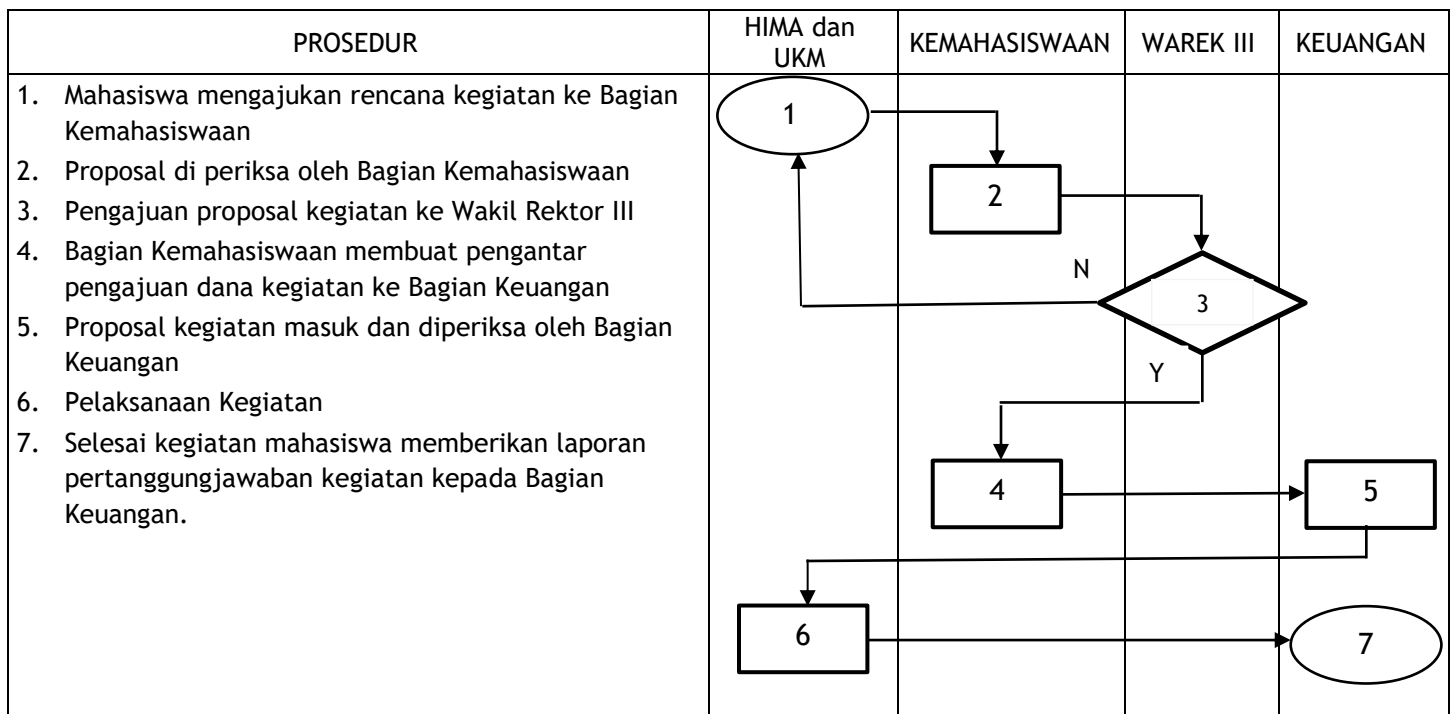 PROSEDUR
HIMA dan
UKM
KEMAHASISWAAN
WAREK III
KEUANGAN
1. Mahasiswa mengajukan rencana kegiatan ke Bagian
Kemahasiswaan
2. Proposal di periksa oleh Bagian Kemahasiswaan
3. Pengajuan proposal kegiatan ke Wakil Rektor III
4. Bagian Kemahasiswaan membuat pengantar
pengajuan dana kegiatan ke Bagian Keuangan
5. Proposal kegiatan masuk dan diperiksa oleh Bagian
Keuangan
6. Pelaksanaan Kegiatan
7. Selesai kegiatan mahasiswa memberikan laporan
pertanggungjawaban kegiatan kepada Bagian
Keuangan.
1
2
N
3
Y
4
5
6
7